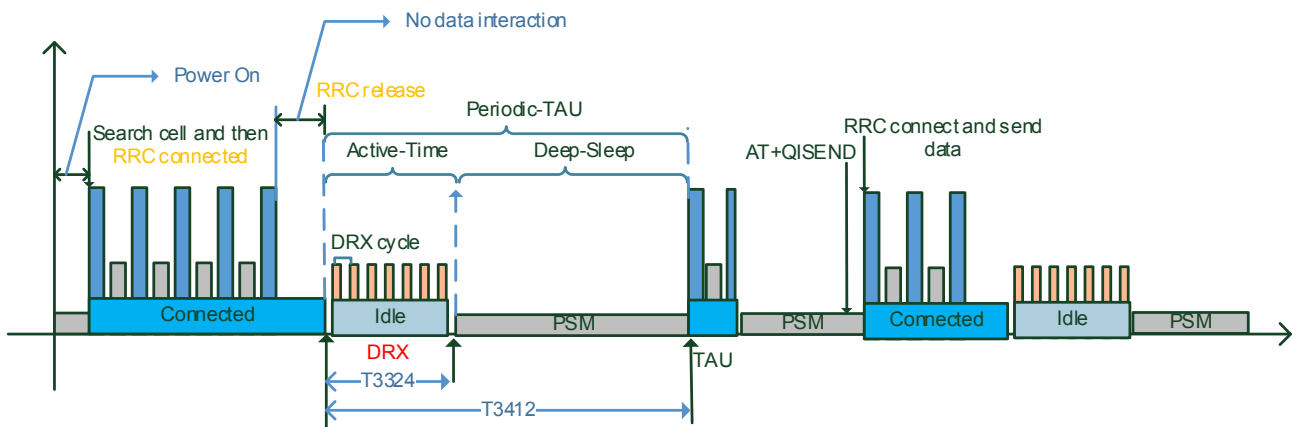 No data interaction
Power On
RRC release
Periodic-TAU
Search cell and then
RRC connected
RRC connect and send
data
Active-Time
Deep-Sleep
AT+QISEND
DRX cycle
Connected
Idle
PSM
PSM
Connected
Idle
PSM
DRX
TAU
T3324
T3412